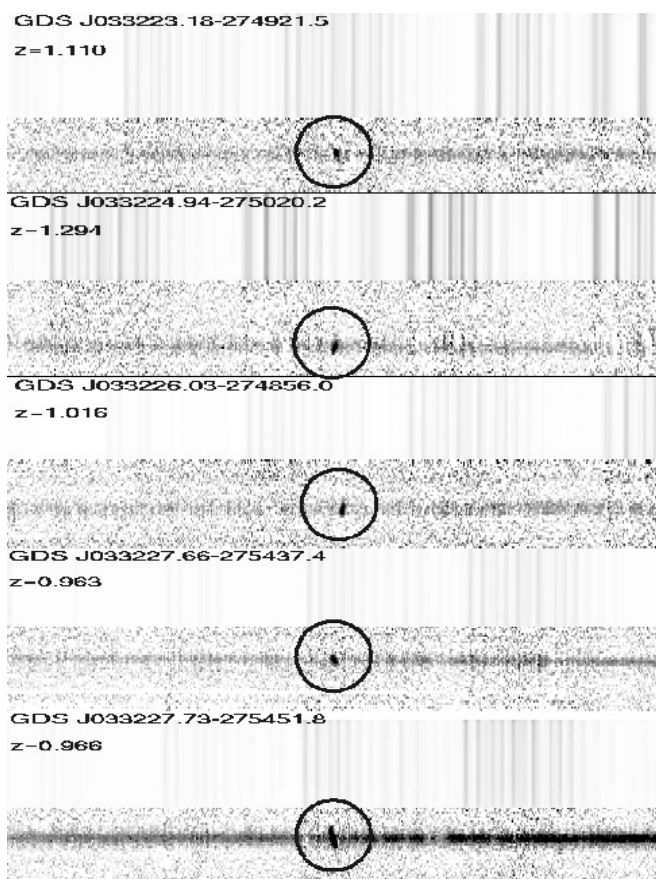 GDS J033223.18-274921.5
z=1.110
GDS J033224.94-275020.2
z-1.294
GDS J033226.03-274856.0
z-1.016
GDS J033227.66-275437.4
z-0.963
GDS J033227.73-275451.8
z-0.966